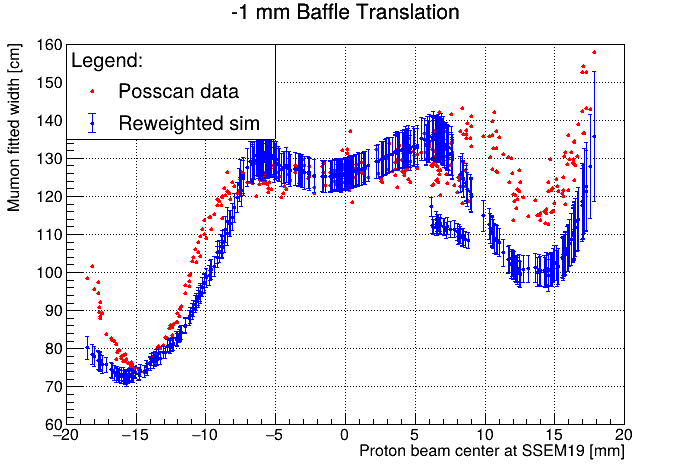 -1 mm Baffle Translation
Mumon fitted width [cm]
160
150
140
130
120
110
100
90
80
70
60
Legend:
Posscan data
Reweighted sim
−20 −15 −10 −5 0 5 10 15 20
Proton beam center at SSEM19 [mm]